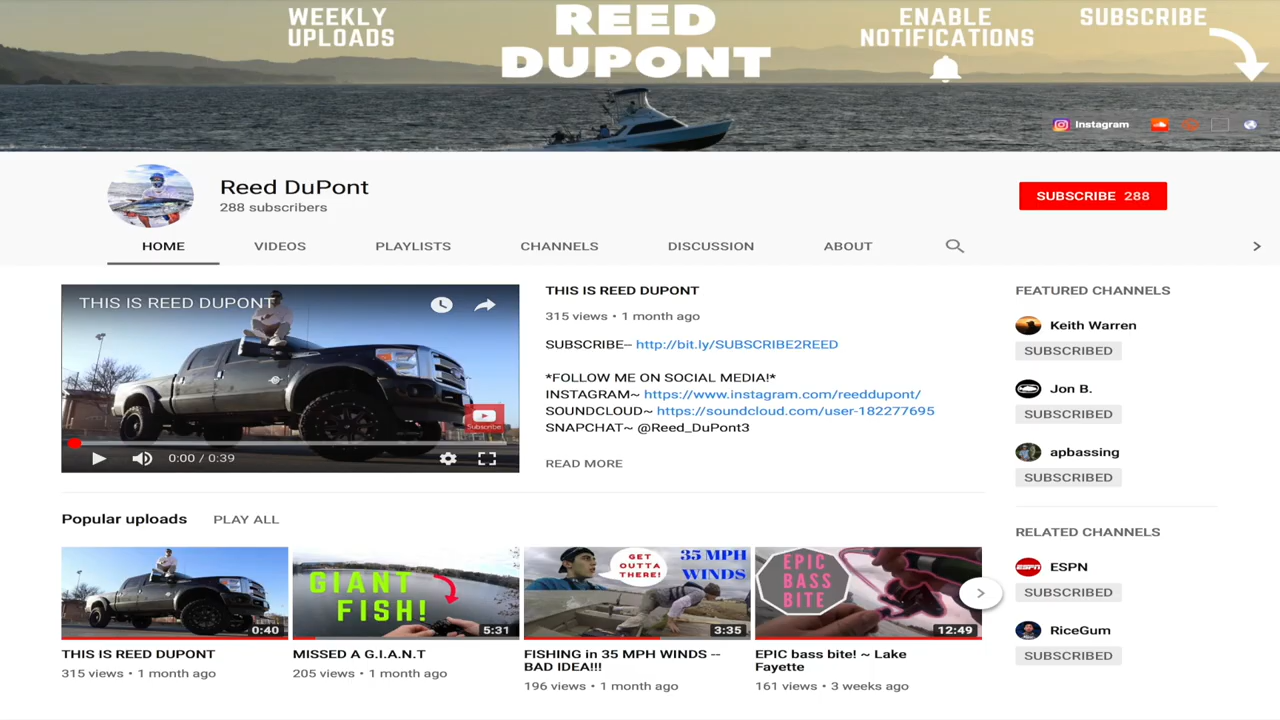 WEEKLY
UPLOADS
REED
DUPONT
ENABLE
NOTIFICATIONS
SUBSCRIBE
Instagram
Reed DuPont
288 subscribers
SUBSCRIBE 288
HOME VIDEOS PLAYLISTS CHANNELS DISCUSSION ABOUT
THIS IS REED DUPONT
Subscribe
0:00 / 0:39
THIS IS REED DUPONT
315 views • 1 month ago
SUBSCRIBE-- http://bit.ly/SUBSCRIBE2REED
*FOLLOW ME ON SOCIAL MEDIA!*
INSTAGRAM~ https://www.instagram.com/reeddupont/
SOUNDCLOUD~ https://soundcloud.com/user-182277695
SNAPCHAT~ @Reed_DuPont3
READ MORE
FEATURED CHANNELS
Keith Warren
SUBSCRIBED
Jon B.
SUBSCRIBED
apbassing
SUBSCRIBED
RELATED CHANNELS
ESPN
ESPN
SUBSCRIBED
RiceGum
SUBSCRIBED
Popular uploads PLAY ALL
0:40
THIS IS REED DUPONT
315 views • 1 month ago
GIANT
FISH!
5:31
MISSED A G.I.A.N.T
205 views • 1 month ago
GET
OUTTA
THERE!
35 MPH
WINDS
3:35
FISHING in 35 MPH WINDS --
BAD IDEA!!!
196 views • 1 month ago
EPIC
BASS
BITE
12:49
EPIC bass bite! ~ Lake
Fayette
161 views • 3 weeks ago